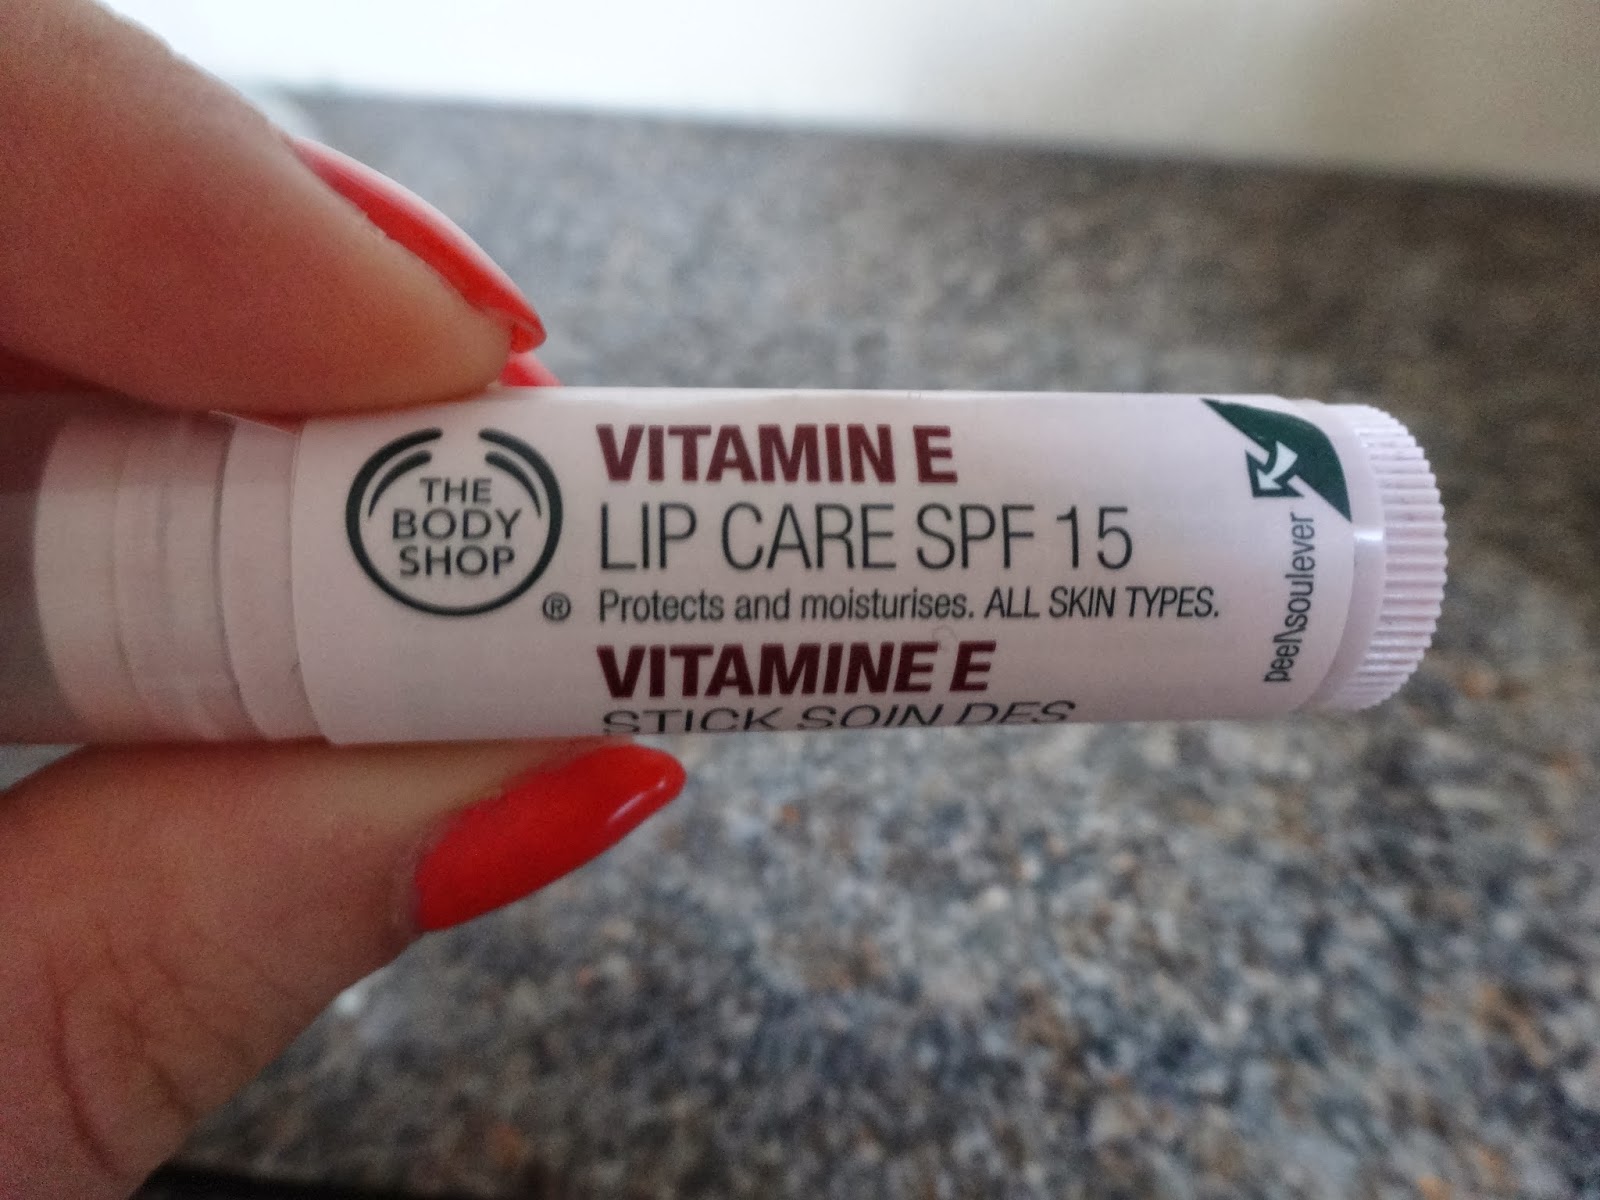 THE
BODY
SHOP
®
VITAMIN E
LIP CARE SPF 15
Protects and moisturises. ALL SKIN TYPES.
VITAMINE E
STICK SOIN DES
peel\soulever